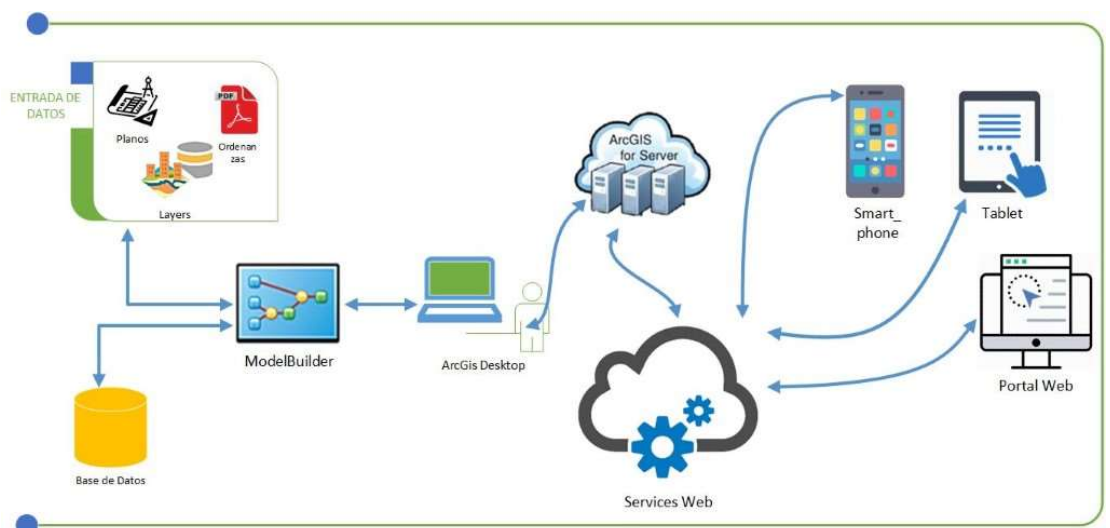 ENTRADA DE
DATOS
Planos
PDF
Ordenan
zas
Layers
ModelBuilder
Base de Datos
ArcGis Desktop
ArcGIS
for Server
Services Web
Smart_
phone
Tablet
Portal Web